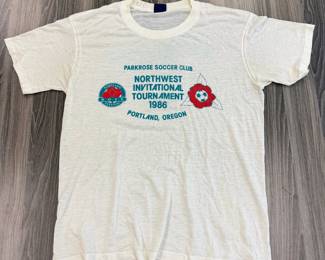 PARKROSE SOCCER CLUB
NORTHWEST
INVITATIONAL
TOURNAMENT
1986
PORTLAND, OREGON